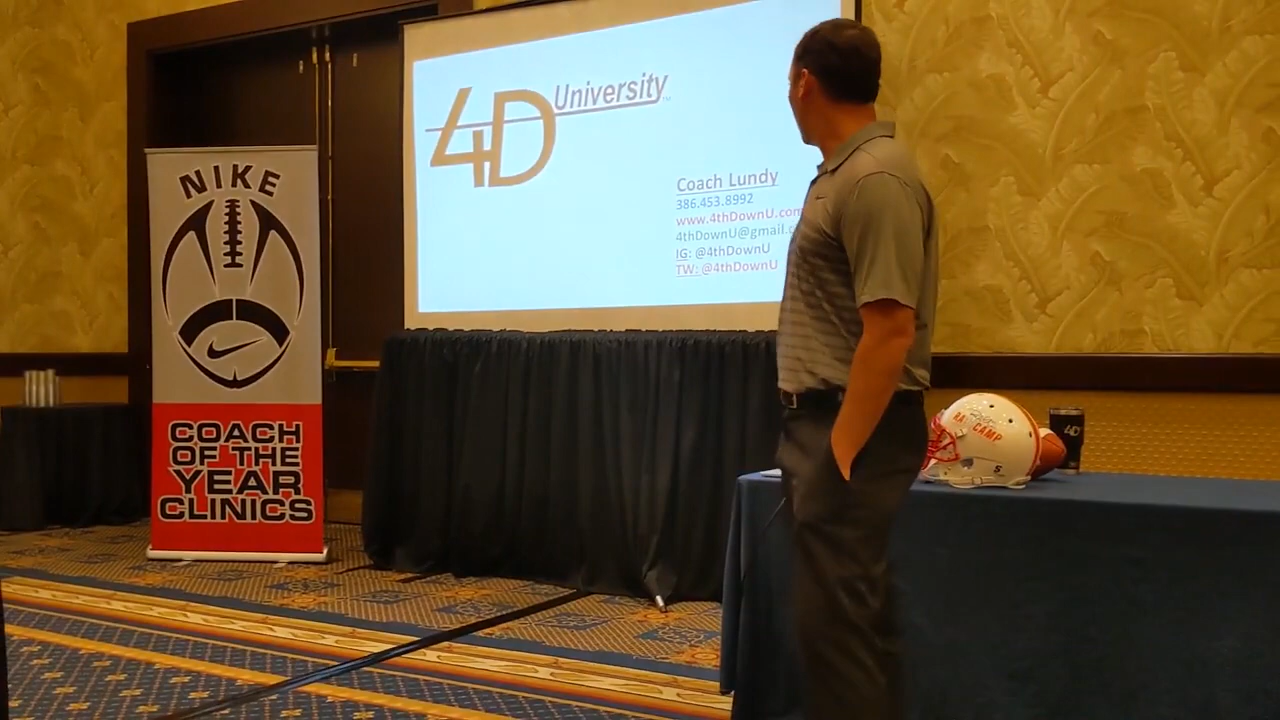 NIKE
COACH
OF THE
YEAR
CLINICS
4D University™
Coach Lundy
386.453.8992
www.4thDownU.com
4thDownU@gmail.
IG: @4thDownU
TW: @4thDownU
CAMP
S
4D